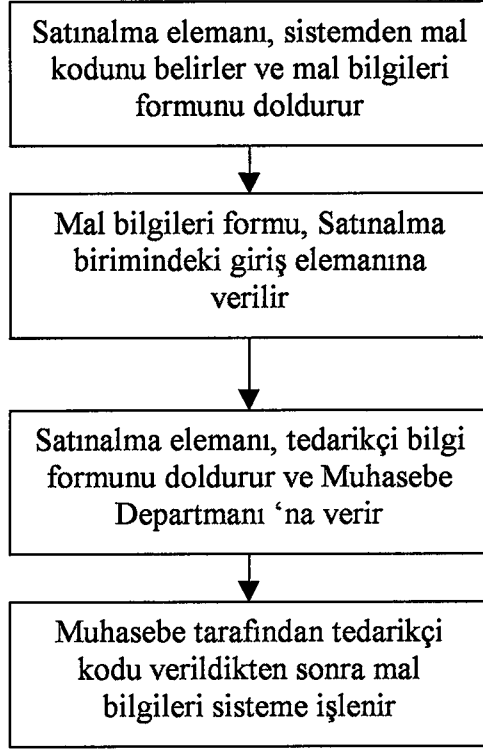 Satınalma elemanı, sistemden mal
kodunu belirler ve mal bilgileri
formunu doldurur
Mal bilgileri formu, Satınalma
birimindeki giriş elemanına
verilir
Satınalma elemanı, tedarikçi bilgi
formunu doldurur ve Muhasebe
Departmanı ‘na verir
Muhasebe tarafından tedarikçi
kodu verildikten sonra mal
bilgileri sisteme işlenir